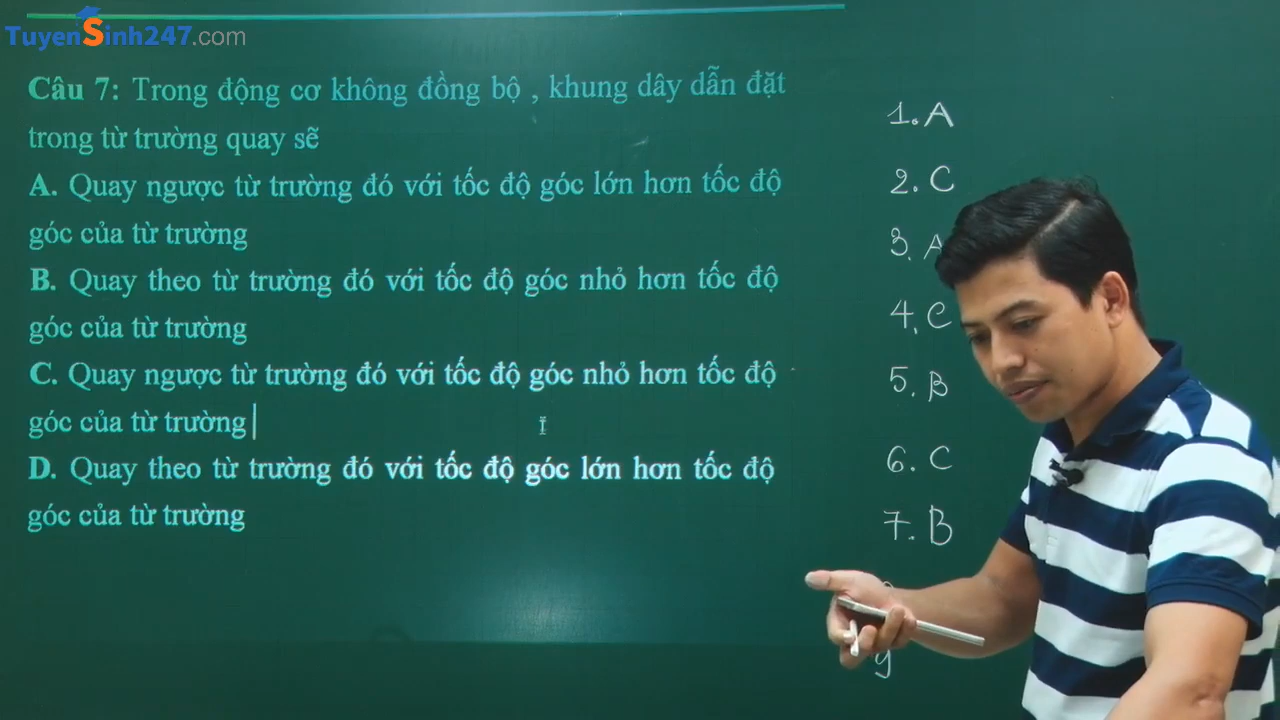 TuyenSinh247.com
Câu 7: Trong động cơ không đồng bộ , khung dây dẫn đặt
trong từ trường quay sẽ
A. Quay ngược từ trường đó với tốc độ góc lớn hơn tốc độ
góc của từ trường
B. Quay theo từ trường đó với tốc độ góc nhỏ hơn tốc độ
góc của từ trường
C. Quay ngược từ trường đó với tốc độ góc nhỏ hơn tốc độ
góc của từ trường
D. Quay theo từ trường đó với tốc độ góc lớn hơn tốc độ
góc của từ trường
1. A
2. C
3. A
4. C
5. B
6. C
7. B